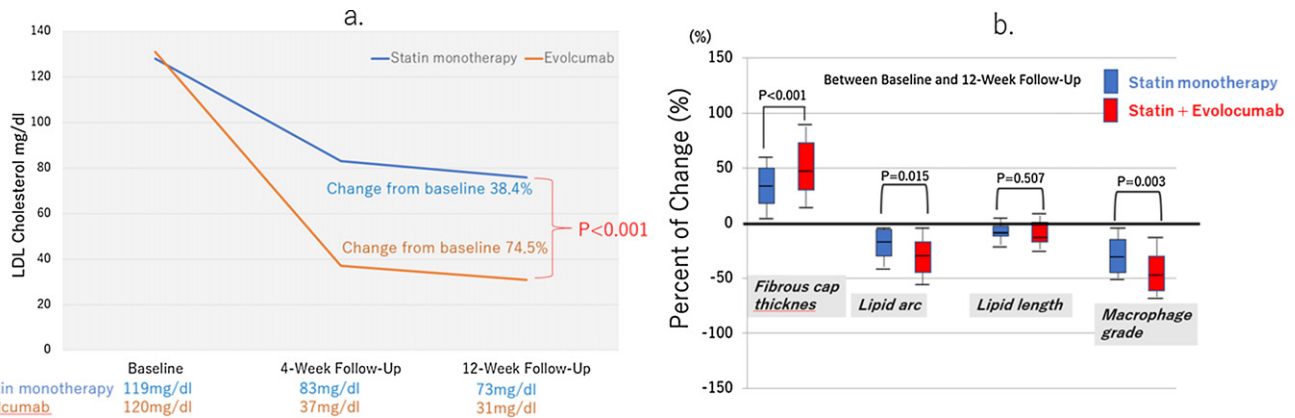 a.
140
120
100
80
60
40
20
0
LDL Cholesterol mg/dl
Statin monotherapy
Evolcumab
Change from baseline 38.4%
Change from baseline 74.5%
P<0.001
Baseline 4-Week Follow-Up 12-Week Follow-Up
in monotherapy 119mg/dl 83mg/dl 73mg/dl
lcumab 120mg/dl 37mg/dl 31mg/dl
b.
(%)
150
100
50
0
-50
-100
-150
Percent of Change (%)
Between Baseline and 12-Week Follow-Up
Statin monotherapy
Statin + Evolocumab
P<0.001
P=0.015
P=0.507
P=0.003
Fibrous cap
thicknes
Lipid arc
Lipid length
Macrophage
grade